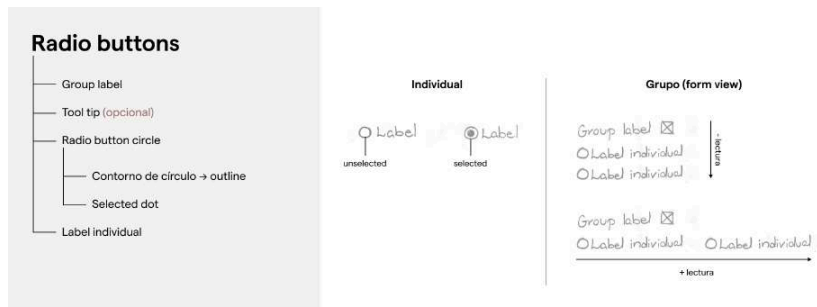 Radio buttons
Group label
Tool tip (opcional)
Radio button circle
Contorno de círculo → outline
Selected dot
Label individual
Individual
Label
Label
unselected
selected
Grupo (form view)
Group label
Label individual
Label individual
- lectura
Group label
Label individual Label individual
+ lectura